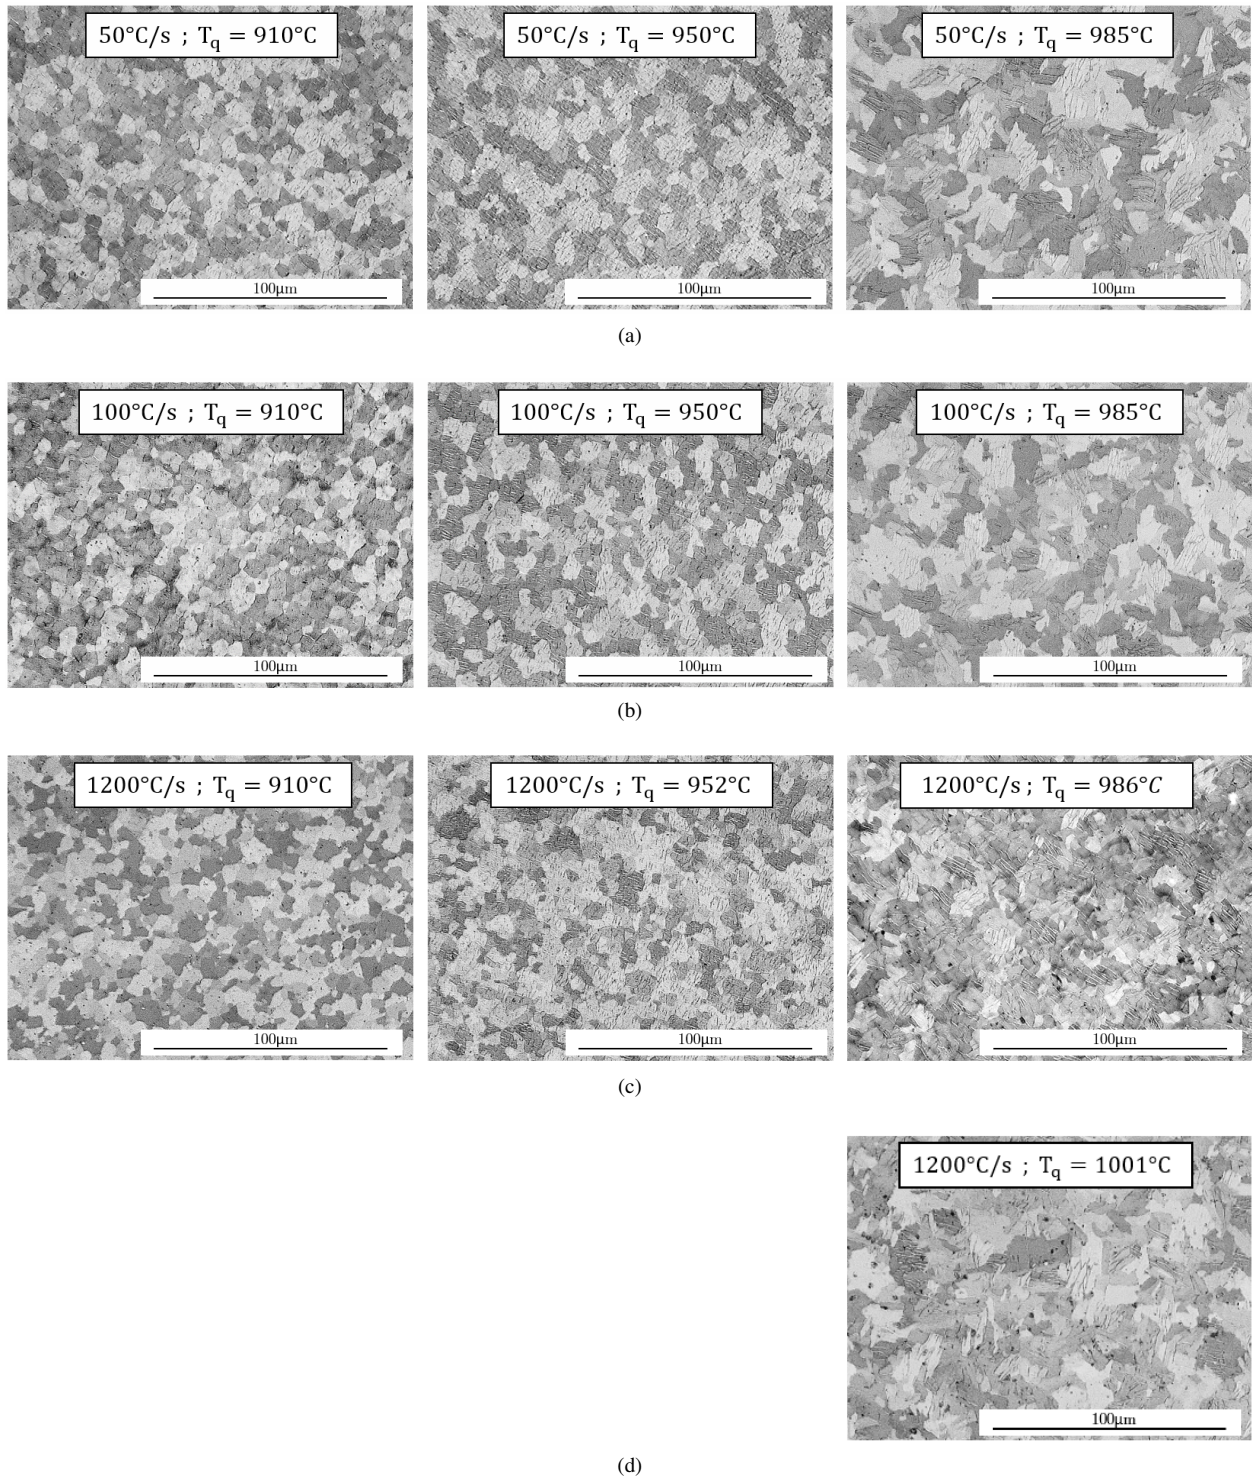 50°C/s ; Tq = 910°C
50°C/s ; Tq = 950°C
50°C/s ; Tq = 985°C
100μm
100μm
100μm
(a)
100°C/s ; Tq = 910°C
100°C/s ; Tq = 950°C
100°C/s ; Tq = 985°C
100μm
100μm
100μm
(b)
1200°C/s ; Tq = 910°C
1200°C/s ; Tq = 952°C
1200°C/s ; Tq = 986°C
100μm
100μm
100μm
(c)
1200°C/s ; Tq = 1001°C
100μm
(d)